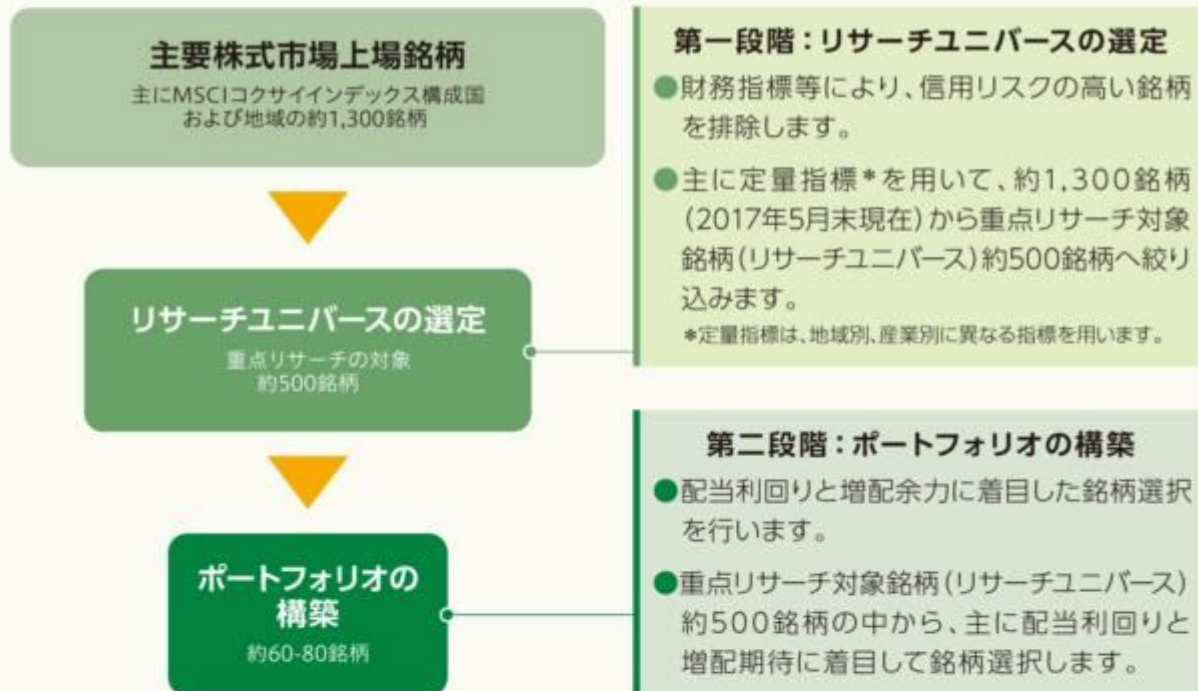 主要株式市場上場銘柄
主にMSCIコクサイインデックス構成国
および地域の約1,300銘柄
リサーチユニバースの選定
重点リサーチの対象
約500銘柄
ポートフォリオの
構築
約60-80銘柄
第一段階：リサーチユニバースの選定
●財務指標等により、信用リスクの高い銘柄
を排除します。
●主に定量指標*を用いて、約1,300銘柄
(2017年5月末現在)から重点リサーチ対象
銘柄(リサーチユニバース)約500銘柄へ絞り
込みます。
*定量指標は、地域別、産業別に異なる指標を用います。
第二段階：ポートフォリオの構築
●配当利回りと増配余力に着目した銘柄選択
を行います。
●重点リサーチ対象銘柄(リサーチユニバース)
約500銘柄の中から、主に配当利回りと
増配期待に着目して銘柄選択します。